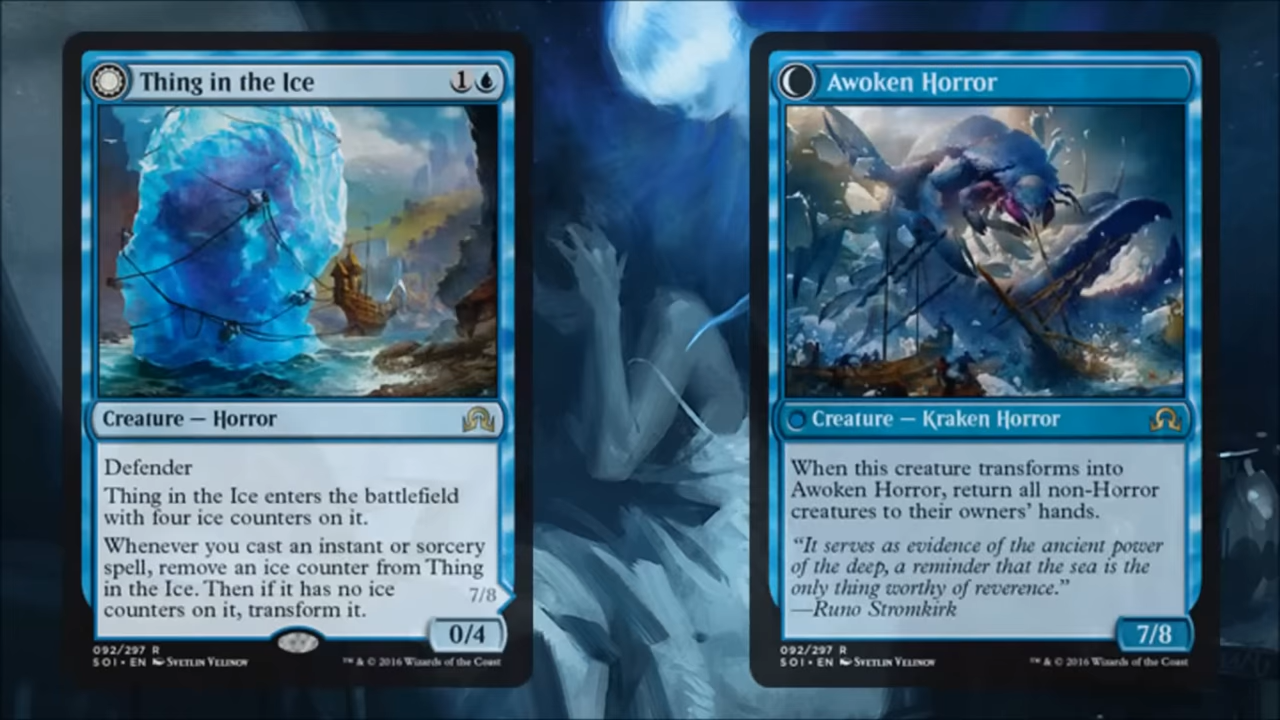 Thing in the Ice 1
Creature — Horror
Defender
Thing in the Ice enters the battlefield
with four ice counters on it.
Whenever you cast an instant or sorcery
spell, remove an ice counter from Thing
in the Ice. Then if it has no ice
counters on it, transform it.
7/8
0/4
092/297 R
SOI • EN Svetlin Velinov
™ & © 2016 Wizards of the Coast
Awoken Horror
Creature — Kraken Horror
When this creature transforms into
Awoken Horror, return all non-Horror
creatures to their owners’ hands.
“It serves as evidence of the ancient power
of the deep, a reminder that the sea is the
only thing worthy of reverence.”
—Runo Stromkirk
7/8
092/297 R
SOI • EN Svetlin Velinov
™ & © 2016 Wizards of the Coast